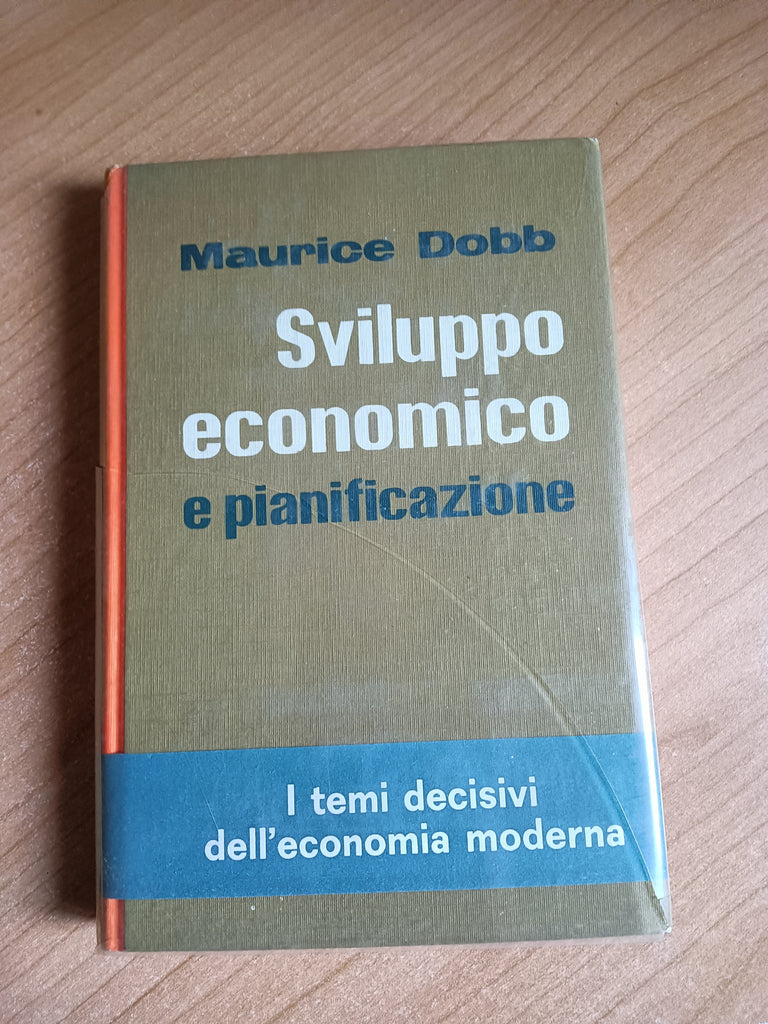 Maurice Dobb
Sviluppo
economico
e pianificazione
I temi decisivi
dell'economia moderna